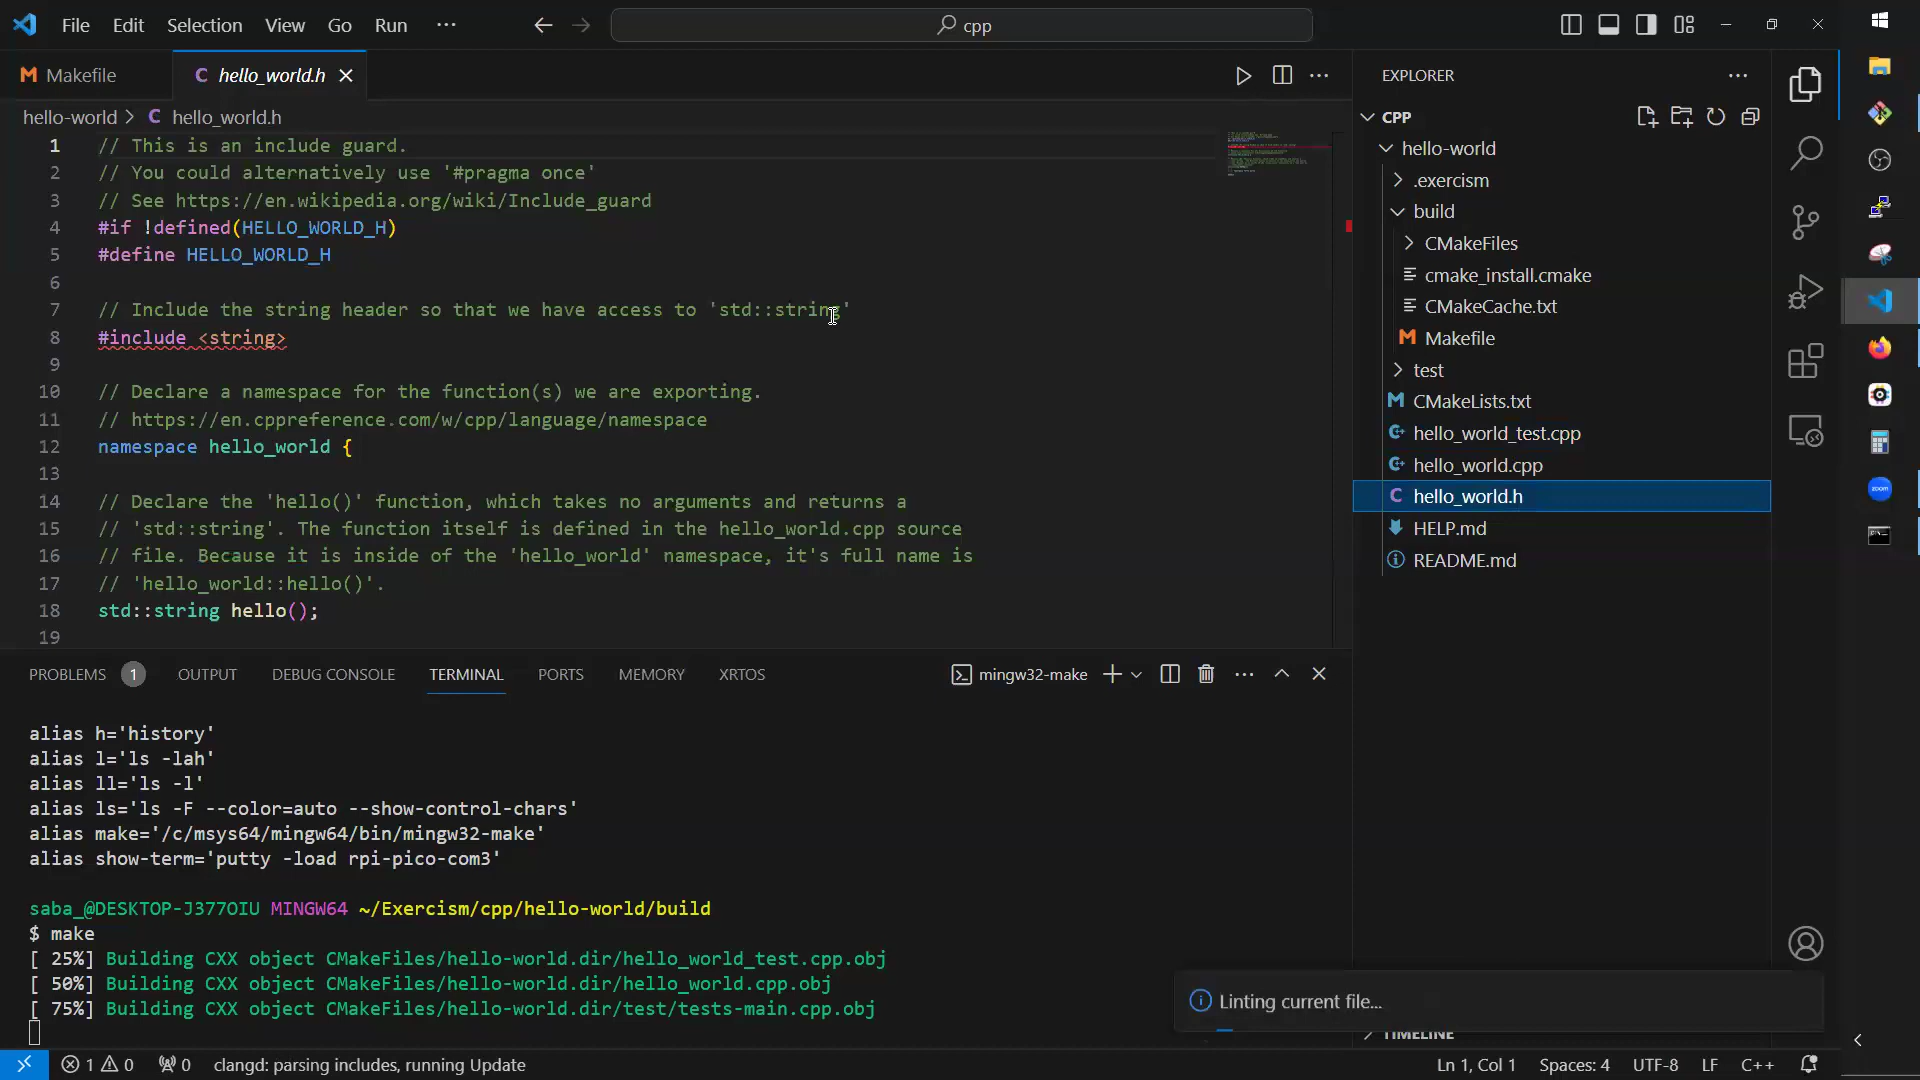 File Edit Selection View Go Run ···
cpp
Makefile
hello_world.h
hello-world > C hello_world.h
1 // This is an include guard.
2 // You could alternatively use '#pragma once'
3 // See https://en.wikipedia.org/wiki/Include_guard
4 #if !defined(HELLO_WORLD_H)
5 #define HELLO_WORLD_H
6
7 // Include the string header so that we have access to 'std::string'
8 #include <string>
9
10 // Declare a namespace for the function(s) we are exporting.
11 // https://en.cppreference.com/w/cpp/language/namespace
12 namespace hello_world {
13
14 // Declare the 'hello()' function, which takes no arguments and returns a
15 // 'std::string'. The function itself is defined in the hello_world.cpp source
16 // file. Because it is inside of the 'hello_world' namespace, it's full name is
17 // 'hello_world::hello()'.
18 std::string hello();
19
EXPLORER
CPP
hello-world
.exercism
build
CMakeFiles
cmake_install.cmake
CMakeCache.txt
Makefile
test
CMakeLists.txt
hello_world_test.cpp
hello_world.cpp
hello_world.h
HELP.md
README.md
TIMELINE
zoom
PROBLEMS 1 OUTPUT DEBUG CONSOLE TERMINAL PORTS MEMORY XRTOS
mingw32-make
alias h='history'
alias l='ls -lah'
alias ll='ls -l'
alias ls='ls -F --color=auto --show-control-chars'
alias make='/c/msys64/mingw64/bin/mingw32-make'
alias show-term='putty -load rpi-pico-com3'
saba_@DESKTOP-J377OIU MINGW64 ~/Exercism/cpp/hello-world/build
$ make
[ 25%] Building CXX object CMakeFiles/hello-world.dir/hello_world_test.cpp.obj
[ 50%] Building CXX object CMakeFiles/hello-world.dir/hello_world.cpp.obj
[ 75%] Building CXX object CMakeFiles/hello-world.dir/test/tests-main.cpp.obj
Linting current file...
1 0 0 clangd: parsing includes, running Update
Ln 1, Col 1 Spaces: 4 UTF-8 LF C++